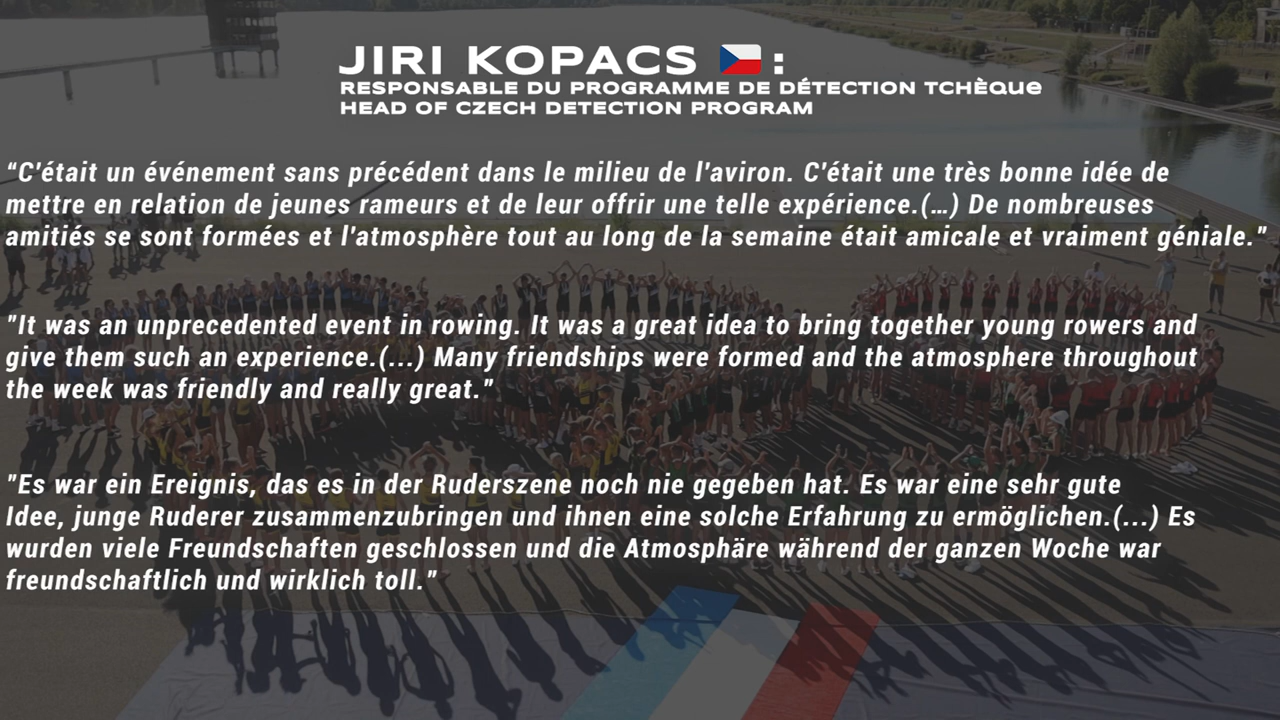 JIRI KOPACS :
RESPONSABLE DU PROGRAMME DE DÉTECTION TCHÈQUE
HEAD OF CZECH DETECTION PROGRAM
“C'était un événement sans précédent dans le milieu de l'aviron. C'était une très bonne idée de
mettre en relation de jeunes rameurs et de leur offrir une telle expérience.(…) De nombreuses
amitiés se sont formées et l'atmosphère tout au long de la semaine était amicale et vraiment géniale."
"It was an unprecedented event in rowing. It was a great idea to bring together young rowers and
give them such an experience.(...) Many friendships were formed and the atmosphere throughout
the week was friendly and really great."
"Es war ein Ereignis, das es in der Ruderszene noch nie gegeben hat. Es war eine sehr gute
Idee, junge Ruderer zusammenzubringen und ihnen eine solche Erfahrung zu ermöglichen.(...) Es
wurden viele Freundschaften geschlossen und die Atmosphäre während der ganzen Woche war
freundschaftlich und wirklich toll."